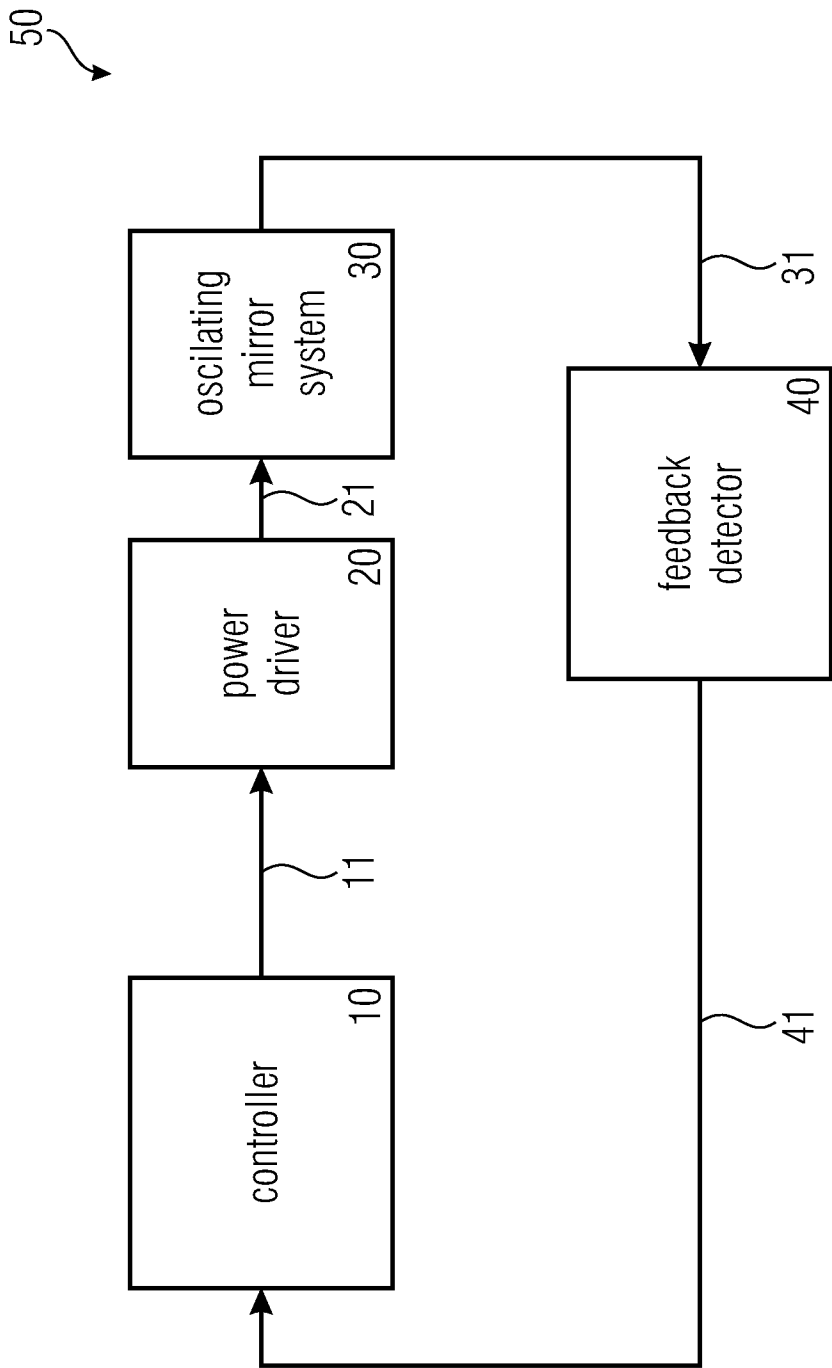 50
controller
10
11
power
driver
20
21
oscilating
mirror
system
30
31
feedback
detector
40
41